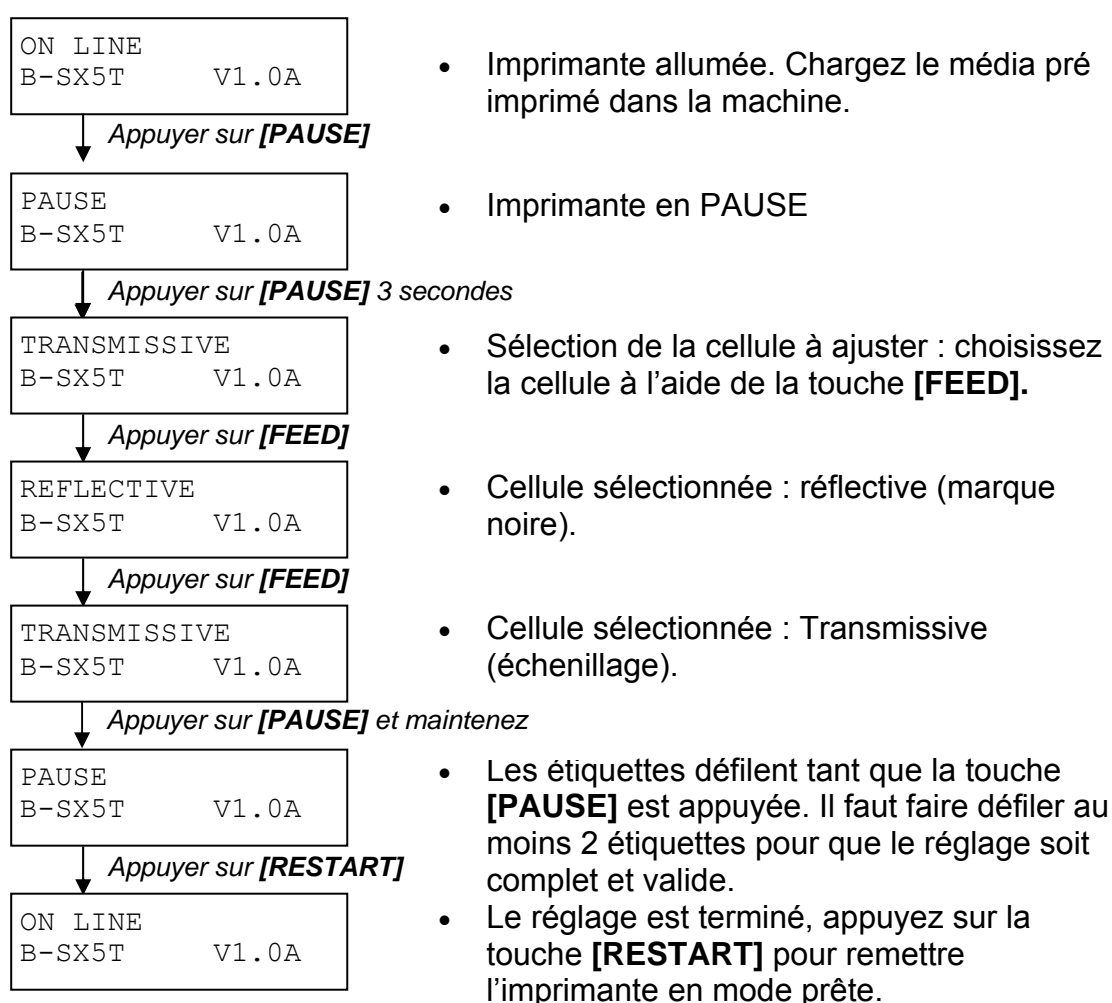 ON LINE
B-SX5T V1.0A
• Imprimante allumée. Chargez le média pré
imprimé dans la machine.
Appuyer sur [PAUSE]
PAUSE
B-SX5T V1.0A
• Imprimante en PAUSE
Appuyer sur [PAUSE] 3 secondes
TRANSMISSIVE
B-SX5T V1.0A
• Sélection de la cellule à ajuster : choisissez
la cellule à l’aide de la touche [FEED].
Appuyer sur [FEED]
REFLECTIVE
B-SX5T V1.0A
• Cellule sélectionnée : réflective (marque
noire).
Appuyer sur [FEED]
TRANSMISSIVE
B-SX5T V1.0A
• Cellule sélectionnée : Transmissive
(échenillage).
Appuyer sur [PAUSE] et maintenez
PAUSE
B-SX5T V1.0A
• Les étiquettes défilent tant que la touche
[PAUSE] est appuyée. Il faut faire défiler au
moins 2 étiquettes pour que le réglage soit
complet et valide.
Appuyer sur [RESTART]
ON LINE
B-SX5T V1.0A
• Le réglage est terminé, appuyez sur la
touche [RESTART] pour remettre
l’imprimante en mode prête.